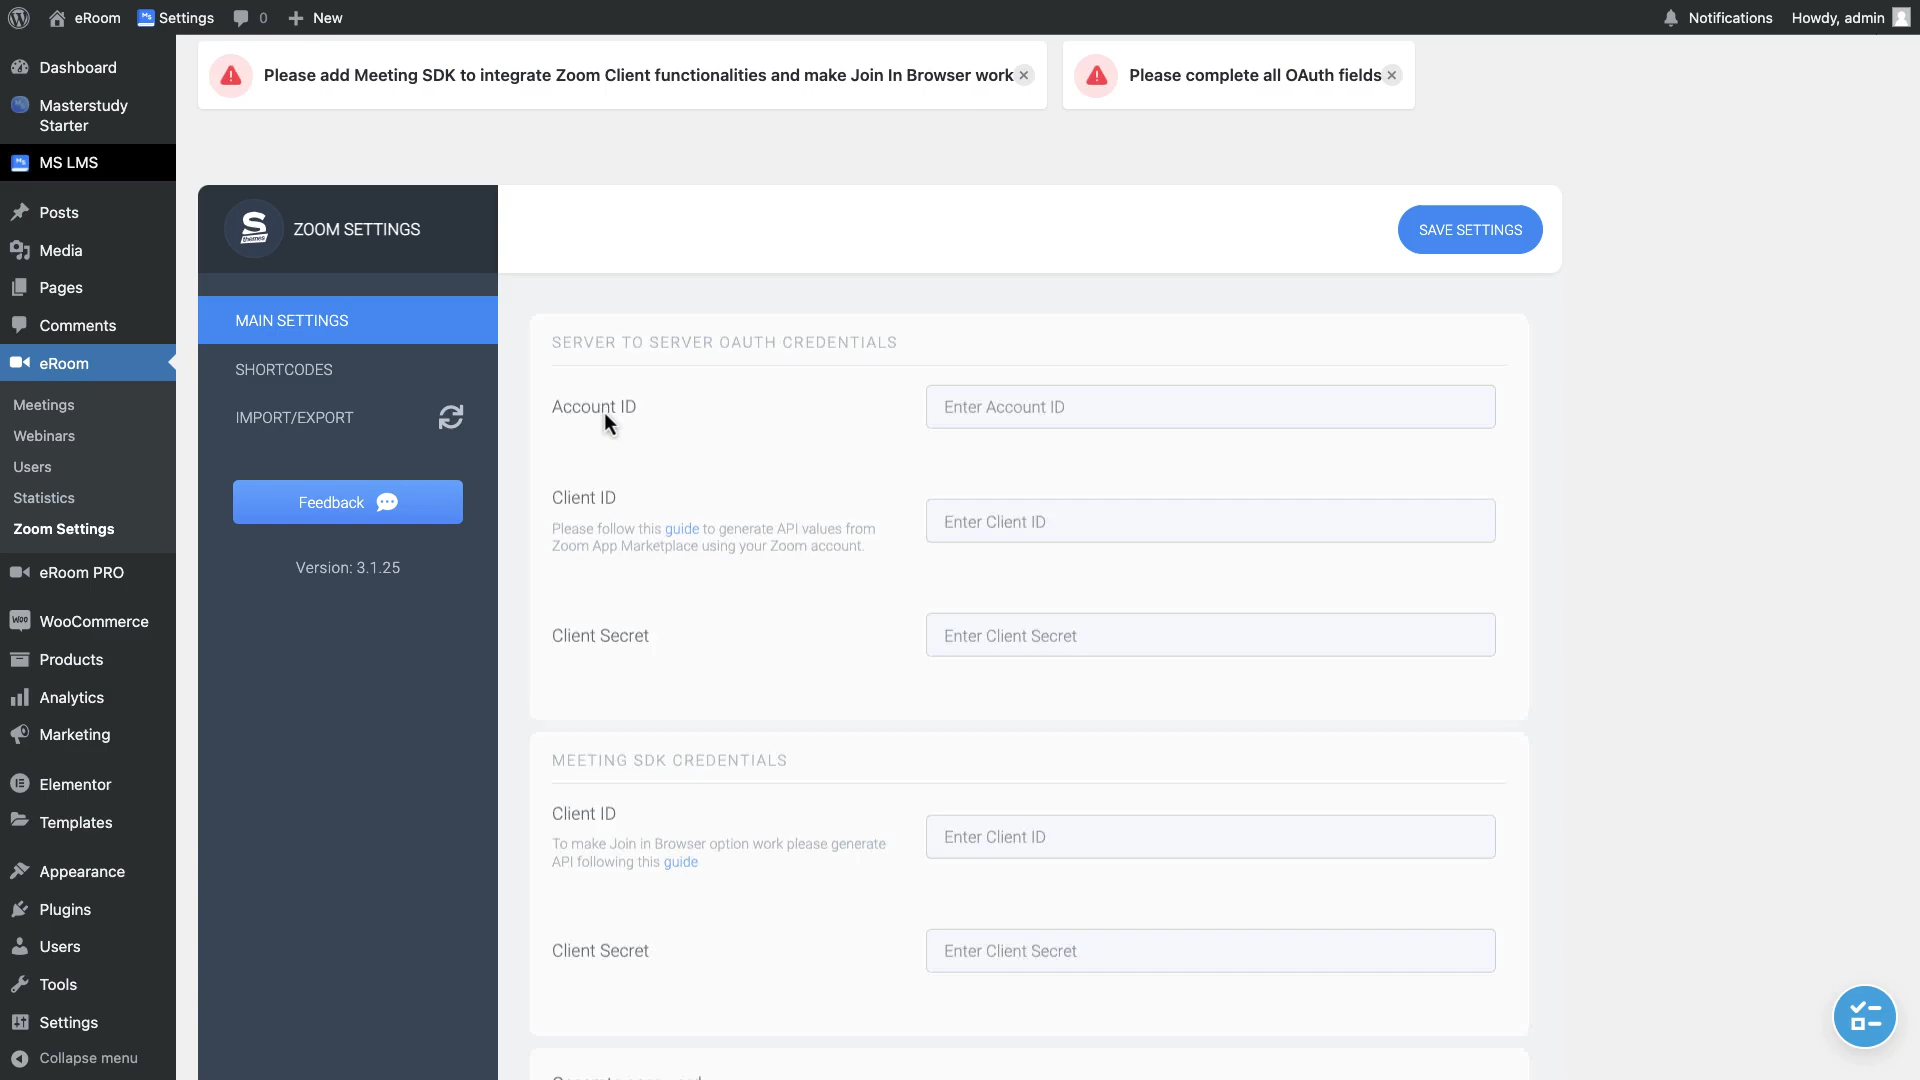 eRoom
Settings
0
New
Notifications
Howdy, admin
Dashboard
Masterstudy
Starter
MS LMS
Posts
Media
Pages
Comments
eRoom
Meetings
Webinars
Users
Statistics
Zoom Settings
eRoom PRO
WooCommerce
Products
Analytics
Marketing
Elementor
Templates
Appearance
Plugins
Users
Tools
Settings
Collapse menu
Please add Meeting SDK to integrate Zoom Client functionalities and make Join In Browser work
Please complete all OAuth fields
S
themes
ZOOM SETTINGS
SAVE SETTINGS
MAIN SETTINGS
SHORTCODES
IMPORT/EXPORT
Feedback
Version: 3.1.25
SERVER TO SERVER OAUTH CREDENTIALS
Account ID
Enter Account ID
Client ID
Please follow this guide to generate API values from
Zoom App Marketplace using your Zoom account.
Enter Client ID
Client Secret
Enter Client Secret
MEETING SDK CREDENTIALS
Client ID
To make Join in Browser option work please generate
API following this guide
Enter Client ID
Client Secret
Enter Client Secret